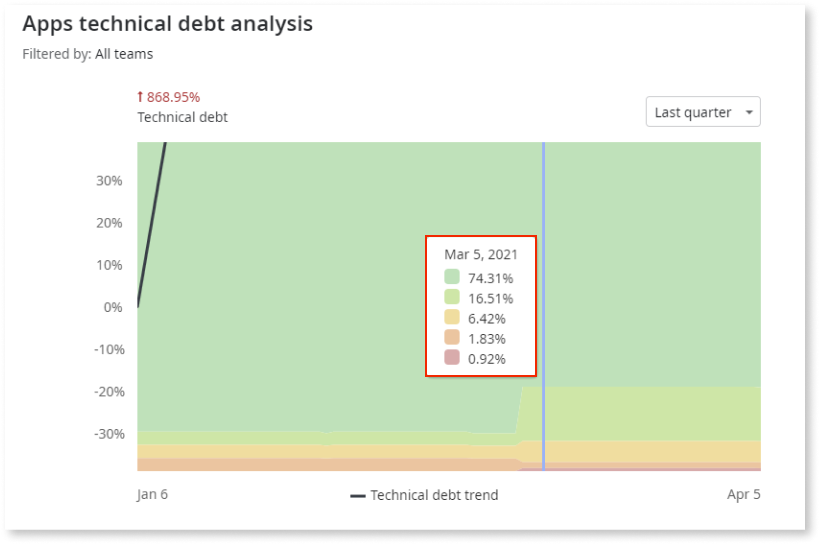 Apps technical debt analysis
Filtered by: All teams
↑ 868.95%
Technical debt
Last quarter
30%
20%
10%
0%
-10%
-20%
-30%
Mar 5, 2021
74.31%
16.51%
6.42%
1.83%
0.92%
Jan 6
Technical debt trend
Apr 5